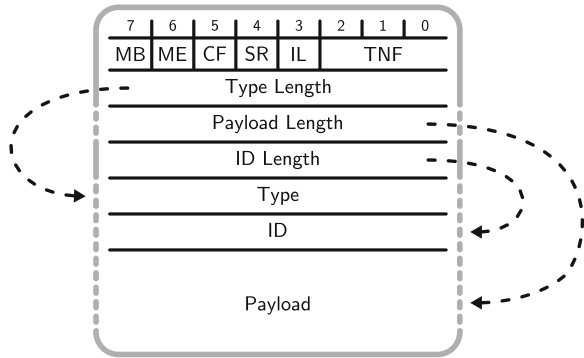 7 6 5 4 3 2 1 0
MB ME CF SR IL TNF
Type Length
Payload Length
ID Length
Type
ID
Payload